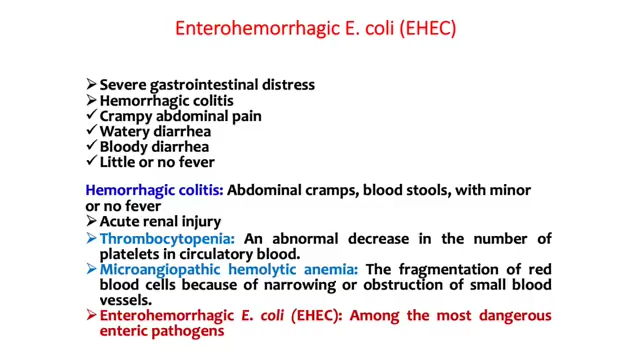 Enterohemorrhagic E. coli (EHEC)
➢Severe gastrointestinal distress
➢Hemorrhagic colitis
✓Crampy abdominal pain
✓Watery diarrhea
✓Bloody diarrhea
✓Little or no fever
Hemorrhagic colitis: Abdominal cramps, blood stools, with minor
or no fever
➢Acute renal injury
➢Thrombocytopenia: An abnormal decrease in the number of
platelets in circulatory blood.
➢Microangiopathic hemolytic anemia: The fragmentation of red
blood cells because of narrowing or obstruction of small blood
vessels.
➢Enterohemorrhagic E. coli (EHEC): Among the most dangerous
enteric pathogens